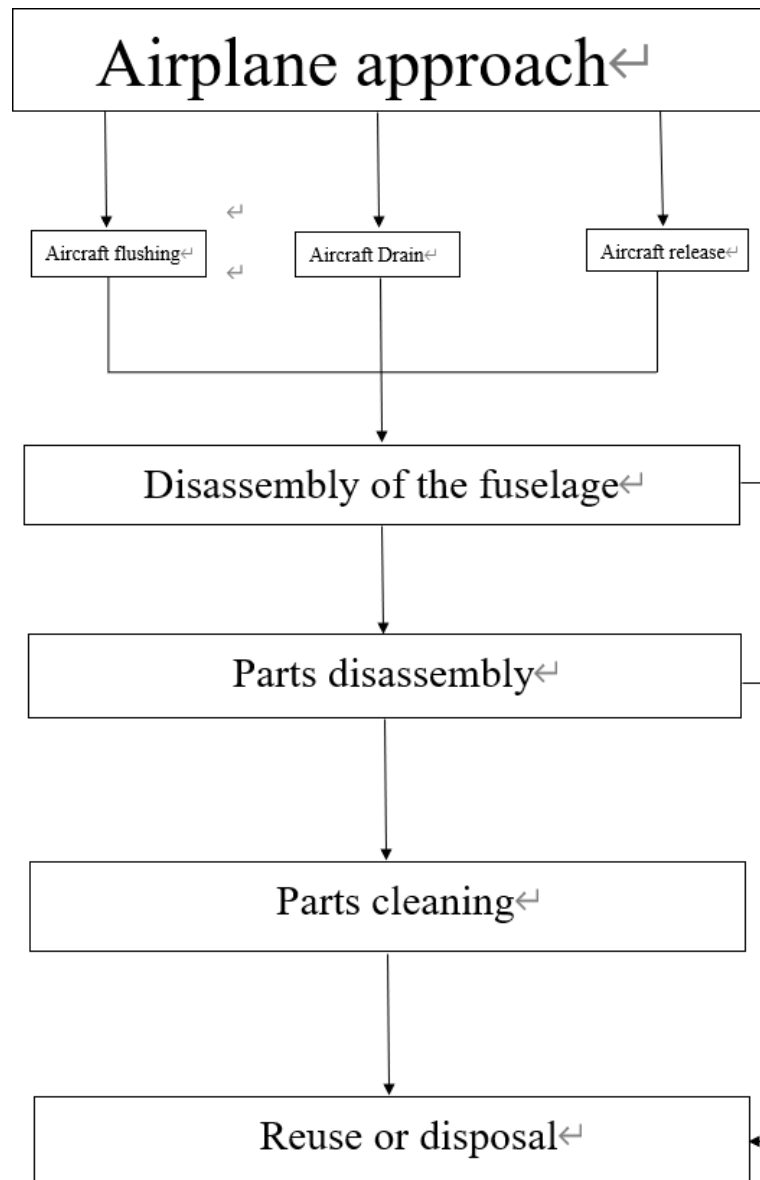 Airplane approach↵
Aircraft flushing↵
Aircraft Drain↵
Aircraft release↵
Disassembly of the fuselage↵
Parts disassembly↵
Parts cleaning↵
Reuse or disposal↵